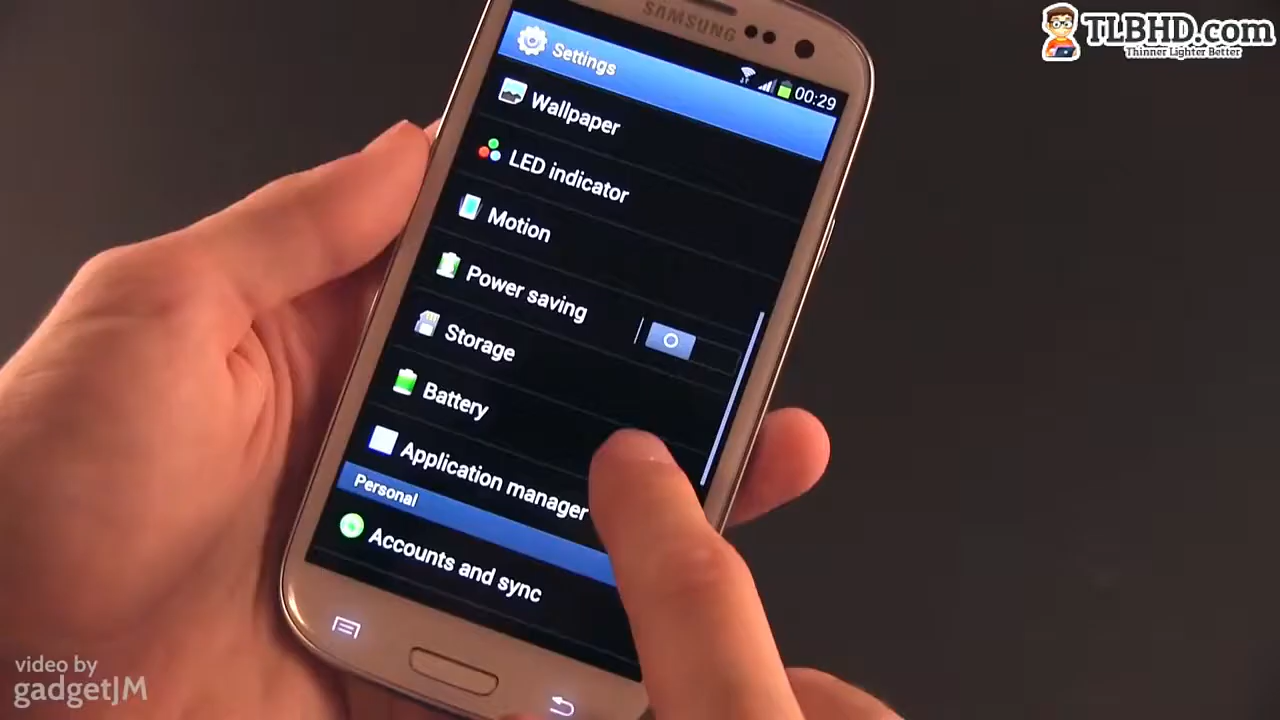 SAMSUNG
TLBHD.com
Thinner Lighter Better
Settings
00:29
Wallpaper
LED indicator
Motion
Power saving
Storage
Battery
Application manager
Personal
Accounts and sync
video by
gadgetJM